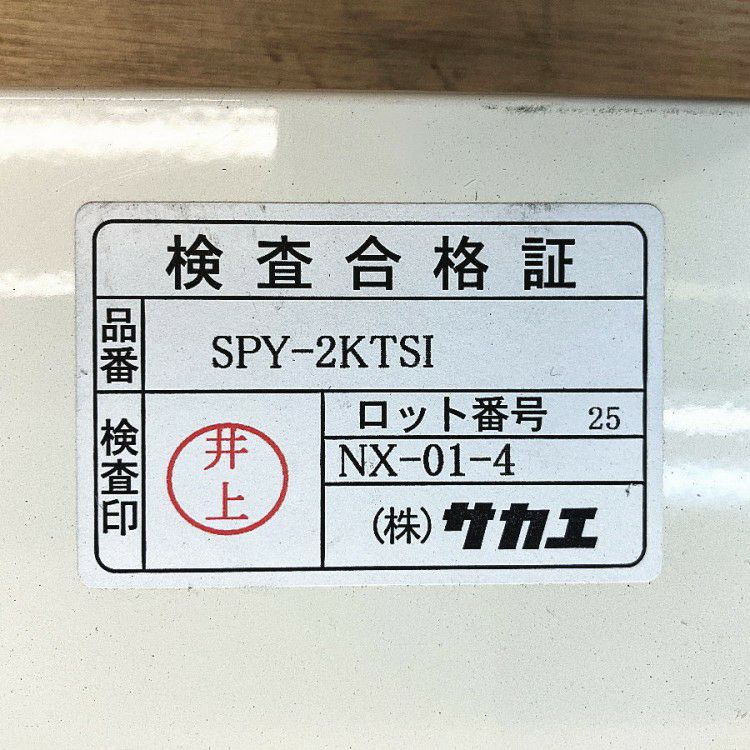 検査合格証
品番
SPY-2KTSI
検査印
井上
ロット番号 25
NX-01-4
(株)サカエ